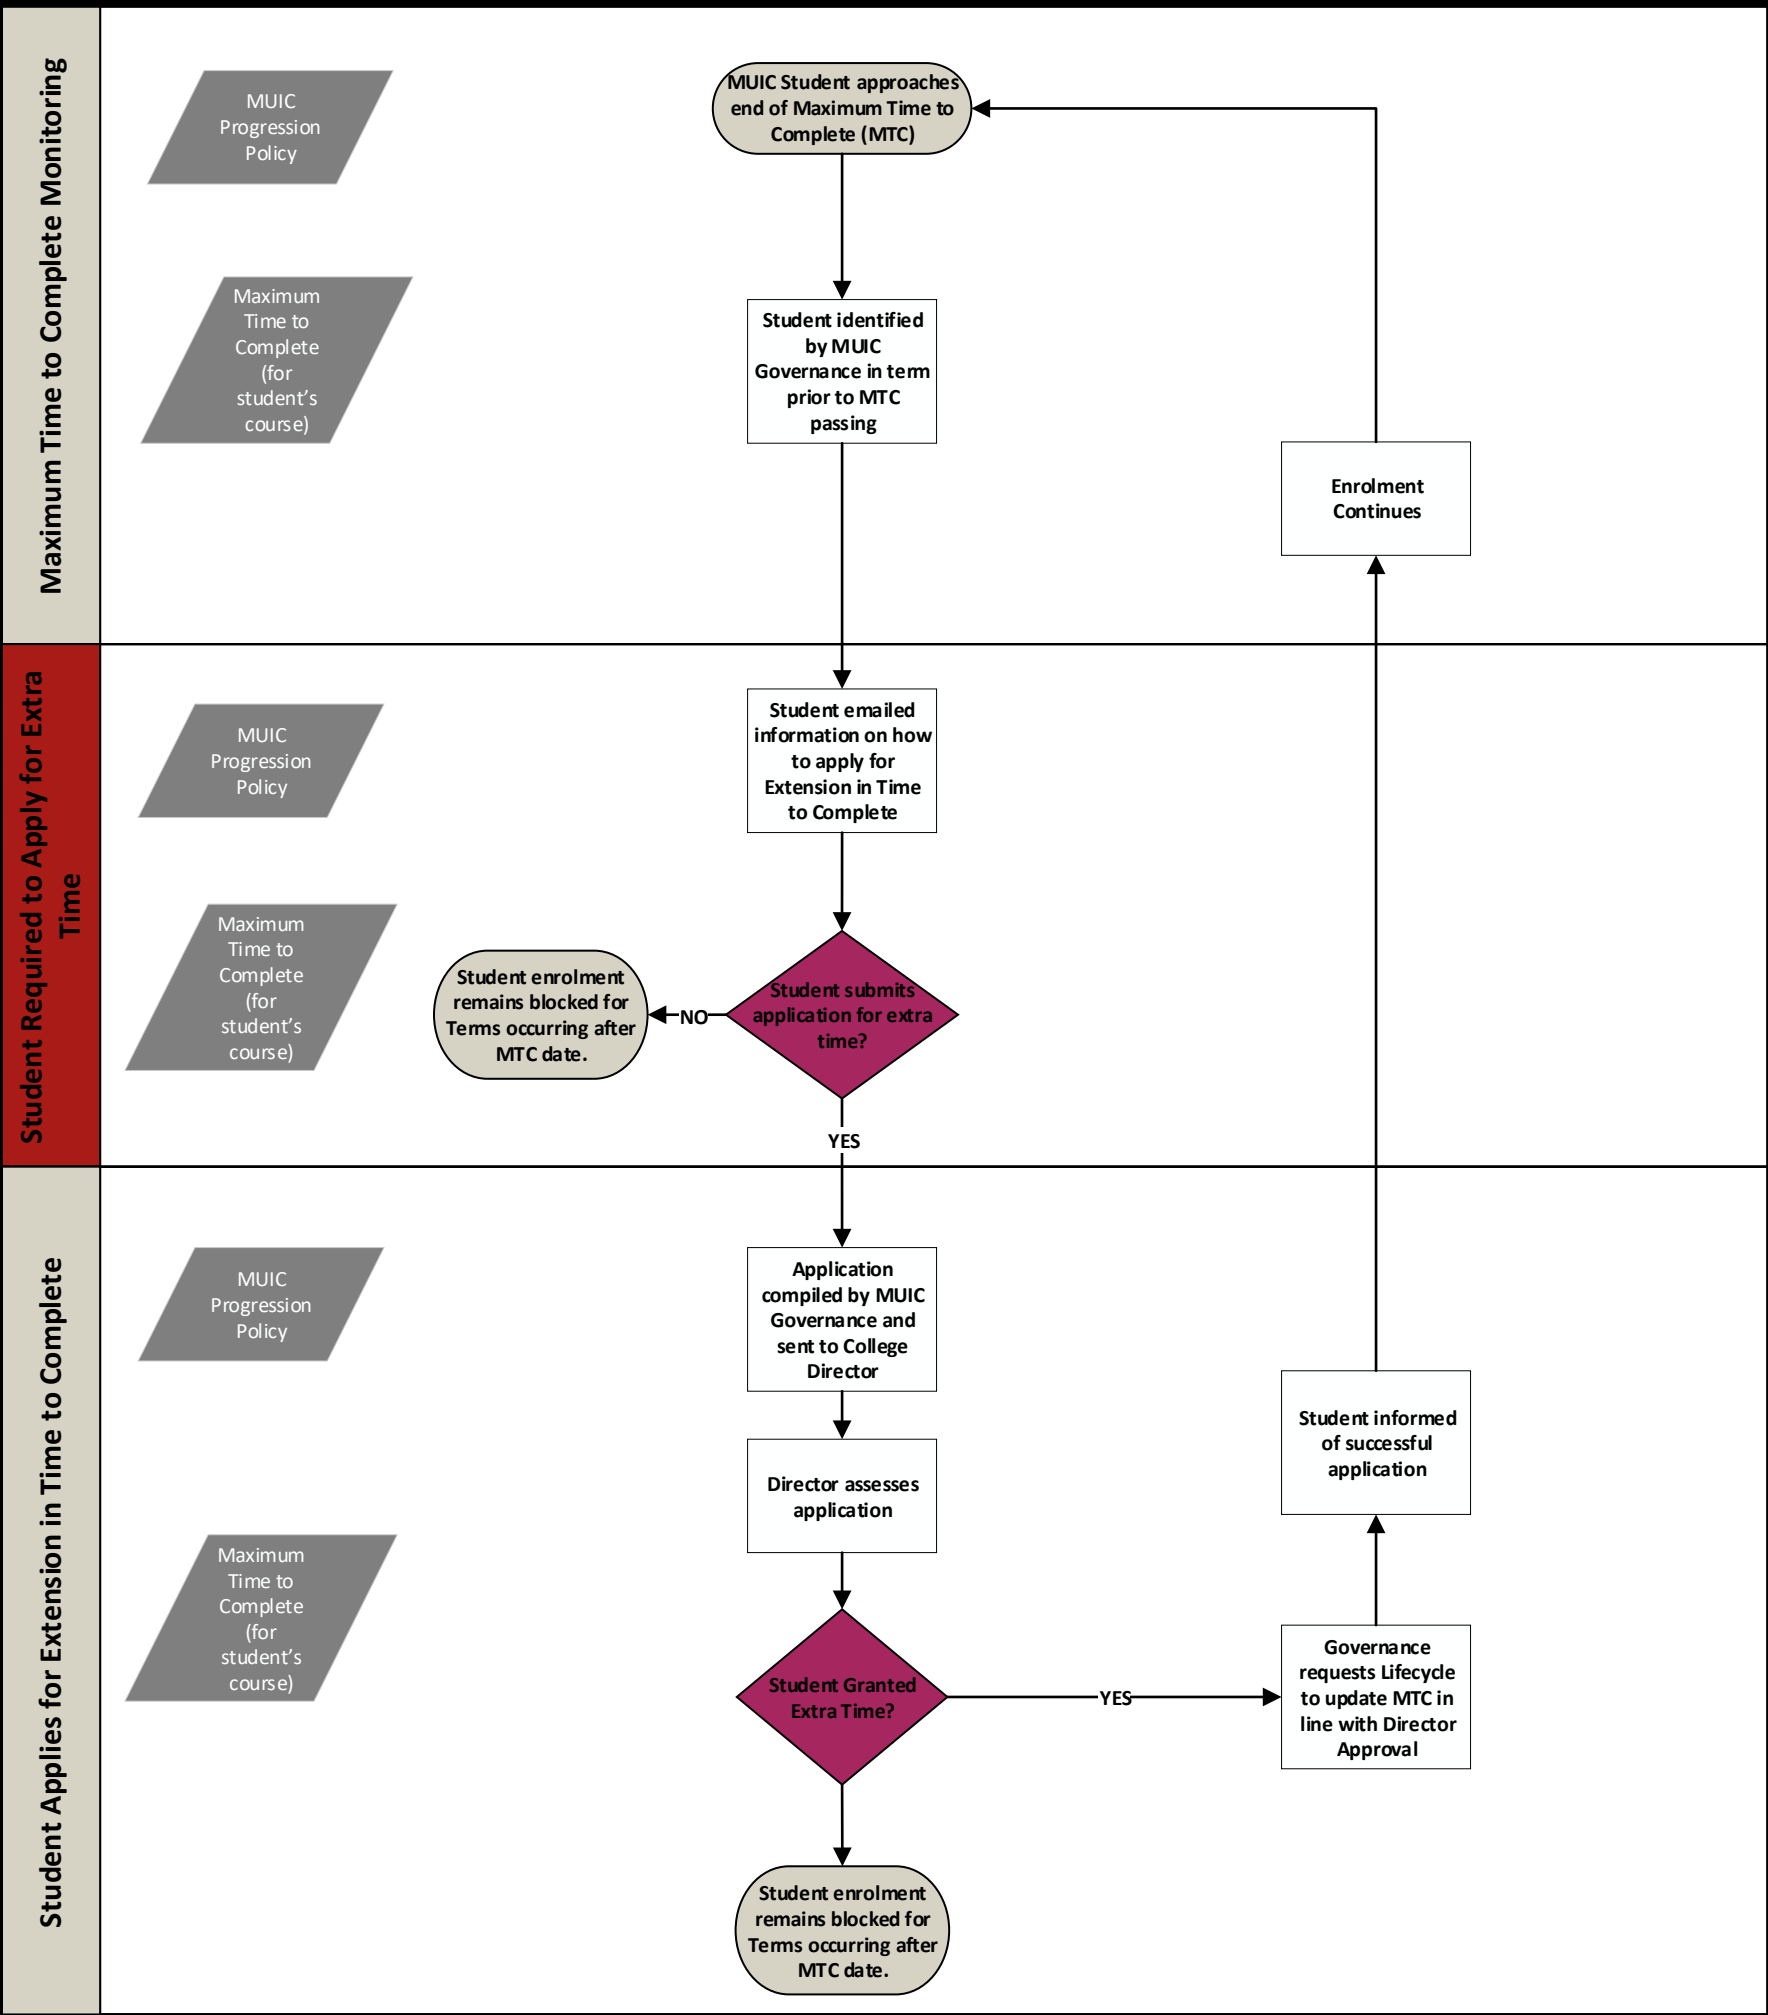 Maximum Time to Complete Monitoring
MUIC
Progression
Policy
Maximum
Time to
Complete
(for
student's
course)
MUIC Student approaches
end of Maximum Time to
Complete (MTC)
Student identified
by MUIC
Governance in term
prior to MTC
passing
Enrolment
Continues
Student Required to Apply for Extra
Time
MUIC
Progression
Policy
Maximum
Time to
Complete
(for
student's
course)
Student emailed
information on how
to apply for
Extension in Time
to Complete
Student submits
application for extra
time?
NO
Student enrolment
remains blocked for
Terms occurring after
MTC date.
YES
Student Applies for Extension in Time to Complete
MUIC
Progression
Policy
Maximum
Time to
Complete
(for
student's
course)
Application
compiled by MUIC
Governance and
sent to College
Director
Director assesses
application
Student Granted
Extra Time?
YES
Governance
requests Lifecycle
to update MTC in
line with Director
Approval
Student informed
of successful
application
Student enrolment
remains blocked for
Terms occurring after
MTC date.